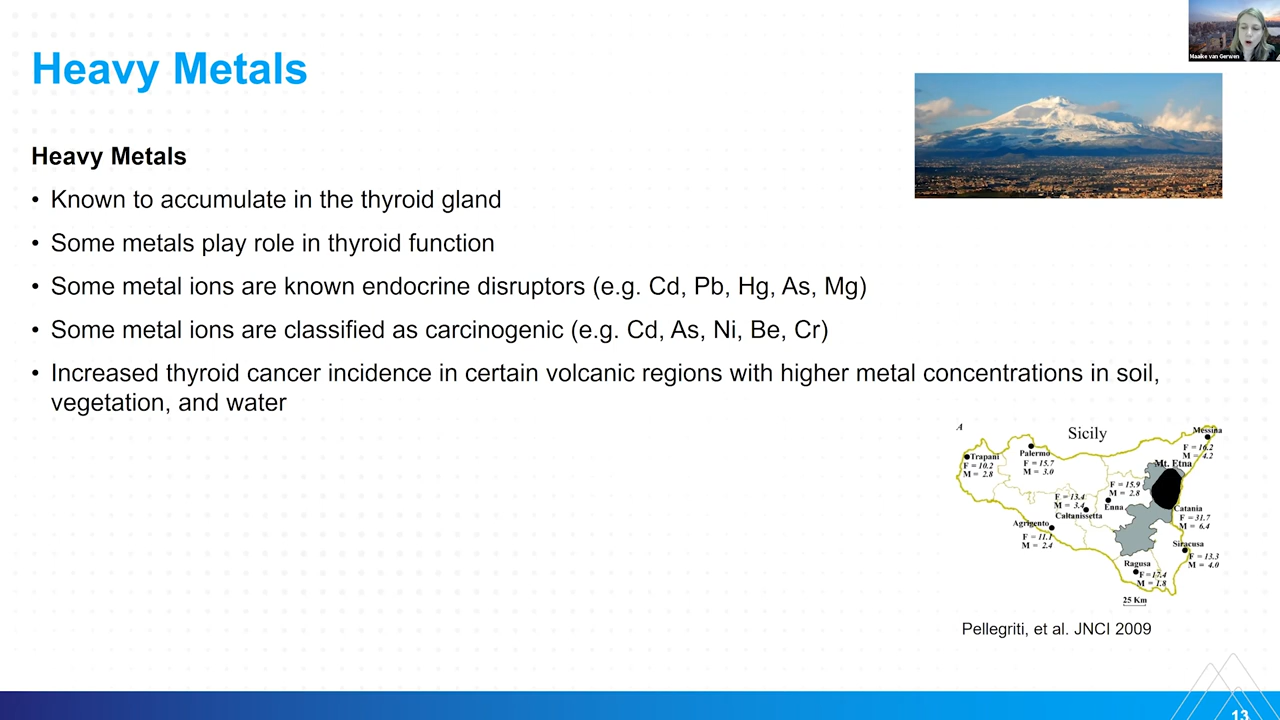 Maaike van Gerwen
Heavy Metals
Heavy Metals
• Known to accumulate in the thyroid gland
• Some metals play role in thyroid function
• Some metal ions are known endocrine disruptors (e.g. Cd, Pb, Hg, As, Mg)
• Some metal ions are classified as carcinogenic (e.g. Cd, As, Ni, Be, Cr)
• Increased thyroid cancer incidence in certain volcanic regions with higher metal concentrations in soil,
vegetation, and water
A
Sicily
Messina
F = 16.2
M = 4.2
Trapani
F = 10.2
M = 2.8
Palermo
F = 15.7
M = 3.0
Mt. Etna
F = 15.9
M = 2.8
Enna
F = 13.4
M = 3.4
Caltanissetta
Catania
F = 31.7
M = 6.4
Agrigento
F = 11.1
M = 2.4
Siracusa
F = 13.3
M = 4.0
Ragusa
F = 17.4
M = 1.8
25 Km
Pellegriti, et al. JNCI 2009
13